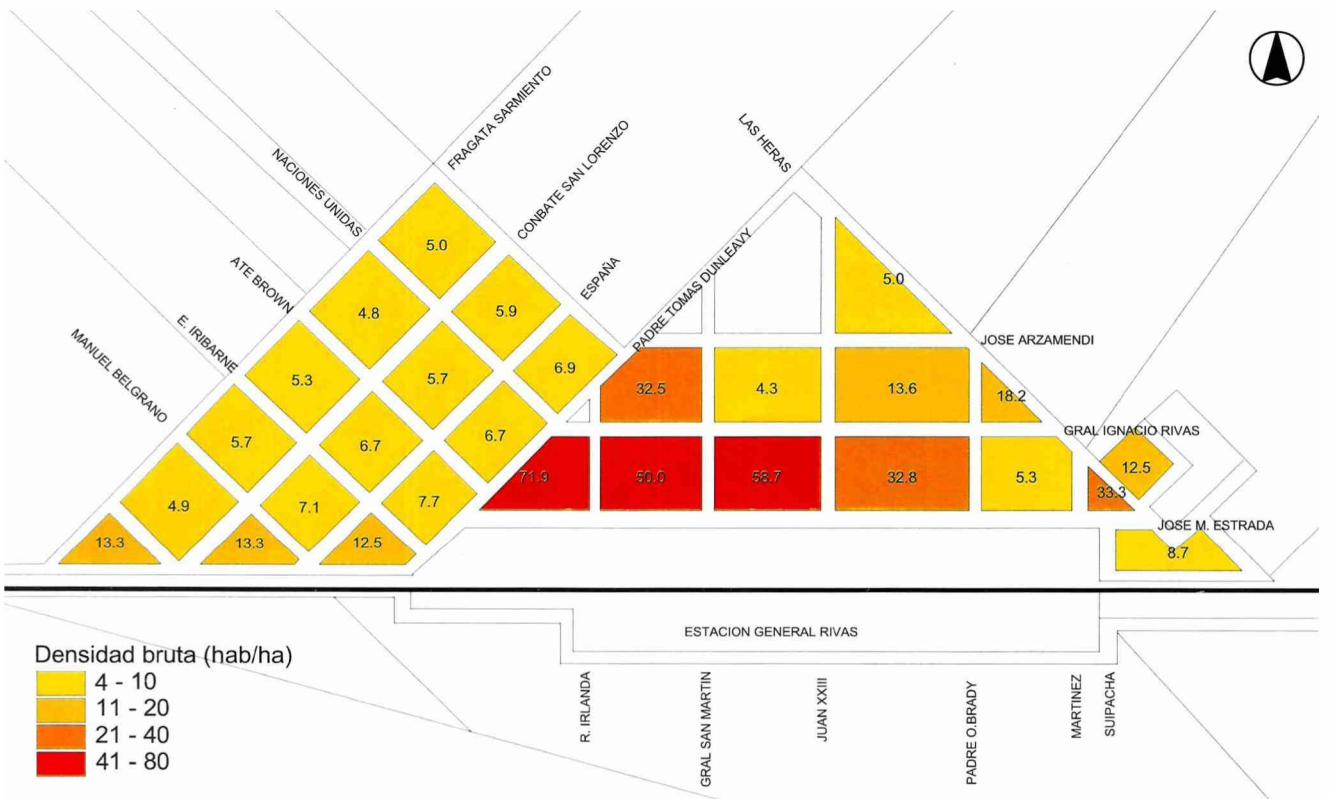 FRAGATA SARMIENTO
CONBATE SAN LORENZO
ESPAÑA
NACIONES UNIDAS
ATE BROWN
E. IRIBARNE
MANUEL BELGRANO
PADRE TOMAS DUNLEAVY
LAS HERAS
JOSE ARZAMENDI
GRAL IGNACIO RIVAS
JOSE M. ESTRADA
5.0
4.8
5.9
5.3
5.7
6.9
5.7
6.7
6.7
4.9
7.1
7.7
13.3
13.3
12.5
5.0
32.5
4.3
13.6
18.2
71.9
50.0
58.7
32.8
5.3
33.3
12.5
8.7
ESTACION GENERAL RIVAS
Densidad bruta (hab/ha)
4 - 10
11 - 20
21 - 40
41 - 80
R. IRLANDA
GRAL SAN MARTIN
JUAN XXIII
PADRE O.BRADY
MARTINEZ
SUIPACHA